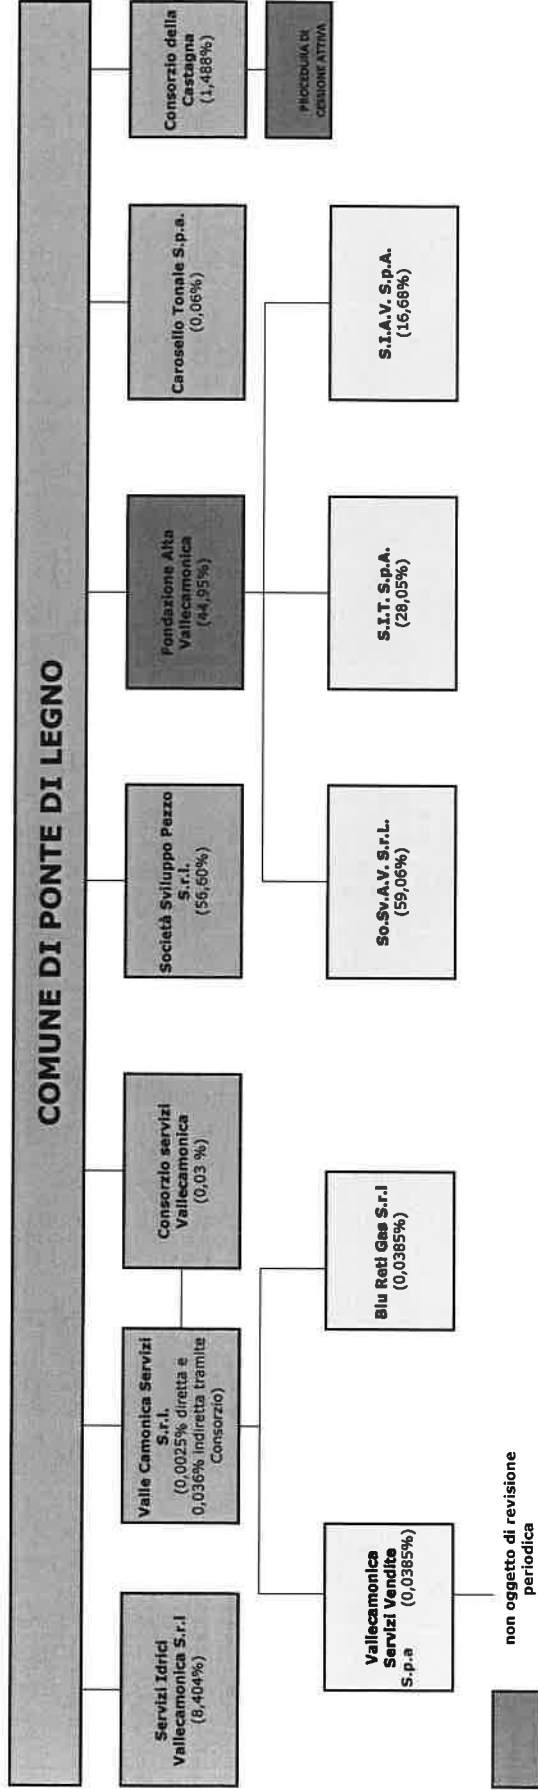 COMUNE DI PONTE DI LEGNO
Servizi Idrici
Vallecamonica S.r.l
(8,404%)
Valle Camonica Servizi
S.r.l.
(0,0025% diretta e
0,036% indiretta tramite
Consorzio)
Consorzio servizi
Vallecamonica
(0,03 %)
Società Sviluppo Pezzo
S.r.l.
(56,60%)
Fondazione Alta
Vallecamonica
(44,95%)
Carosello Tonale S.p.a.
(0,06%)
Consorzio della
Castagna
(1,488%)
PROCEDURA DI
CESSIONE ATTIVA
Vallecamonica
Servizi Vendite
S.p.a (0,0385%)
Blu Reti Gas S.r.l
(0,0385%)
So.Sv.A.V. S.r.L.
(59,06%)
S.I.T. S.p.A.
(28,05%)
S.I.A.V. S.p.A.
(16,68%)
non oggetto di revisione
periodica